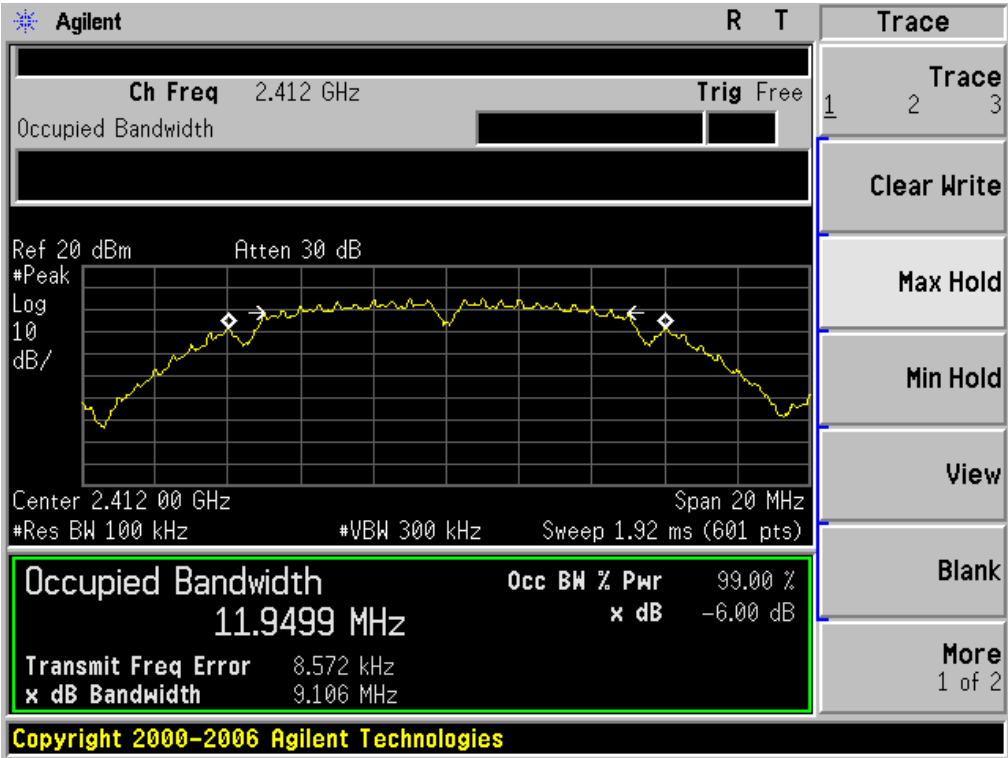 Agilent R T Trace
Ch Freq 2.412 GHz Trig Free
Occupied Bandwidth
Trace
1 2 3
Clear Write
Max Hold
Min Hold
View
Blank
More
1 of 2
Ref 20 dBm Atten 30 dB
#Peak
Log
10
dB/
Center 2.412 00 GHz Span 20 MHz
#Res BW 100 kHz #VBW 300 kHz Sweep 1.92 ms (601 pts)
Occupied Bandwidth Occ BW % Pwr 99.00 %
11.9499 MHz x dB -6.00 dB
Transmit Freq Error 8.572 kHz
x dB Bandwidth 9.106 MHz
Copyright 2000-2006 Agilent Technologies